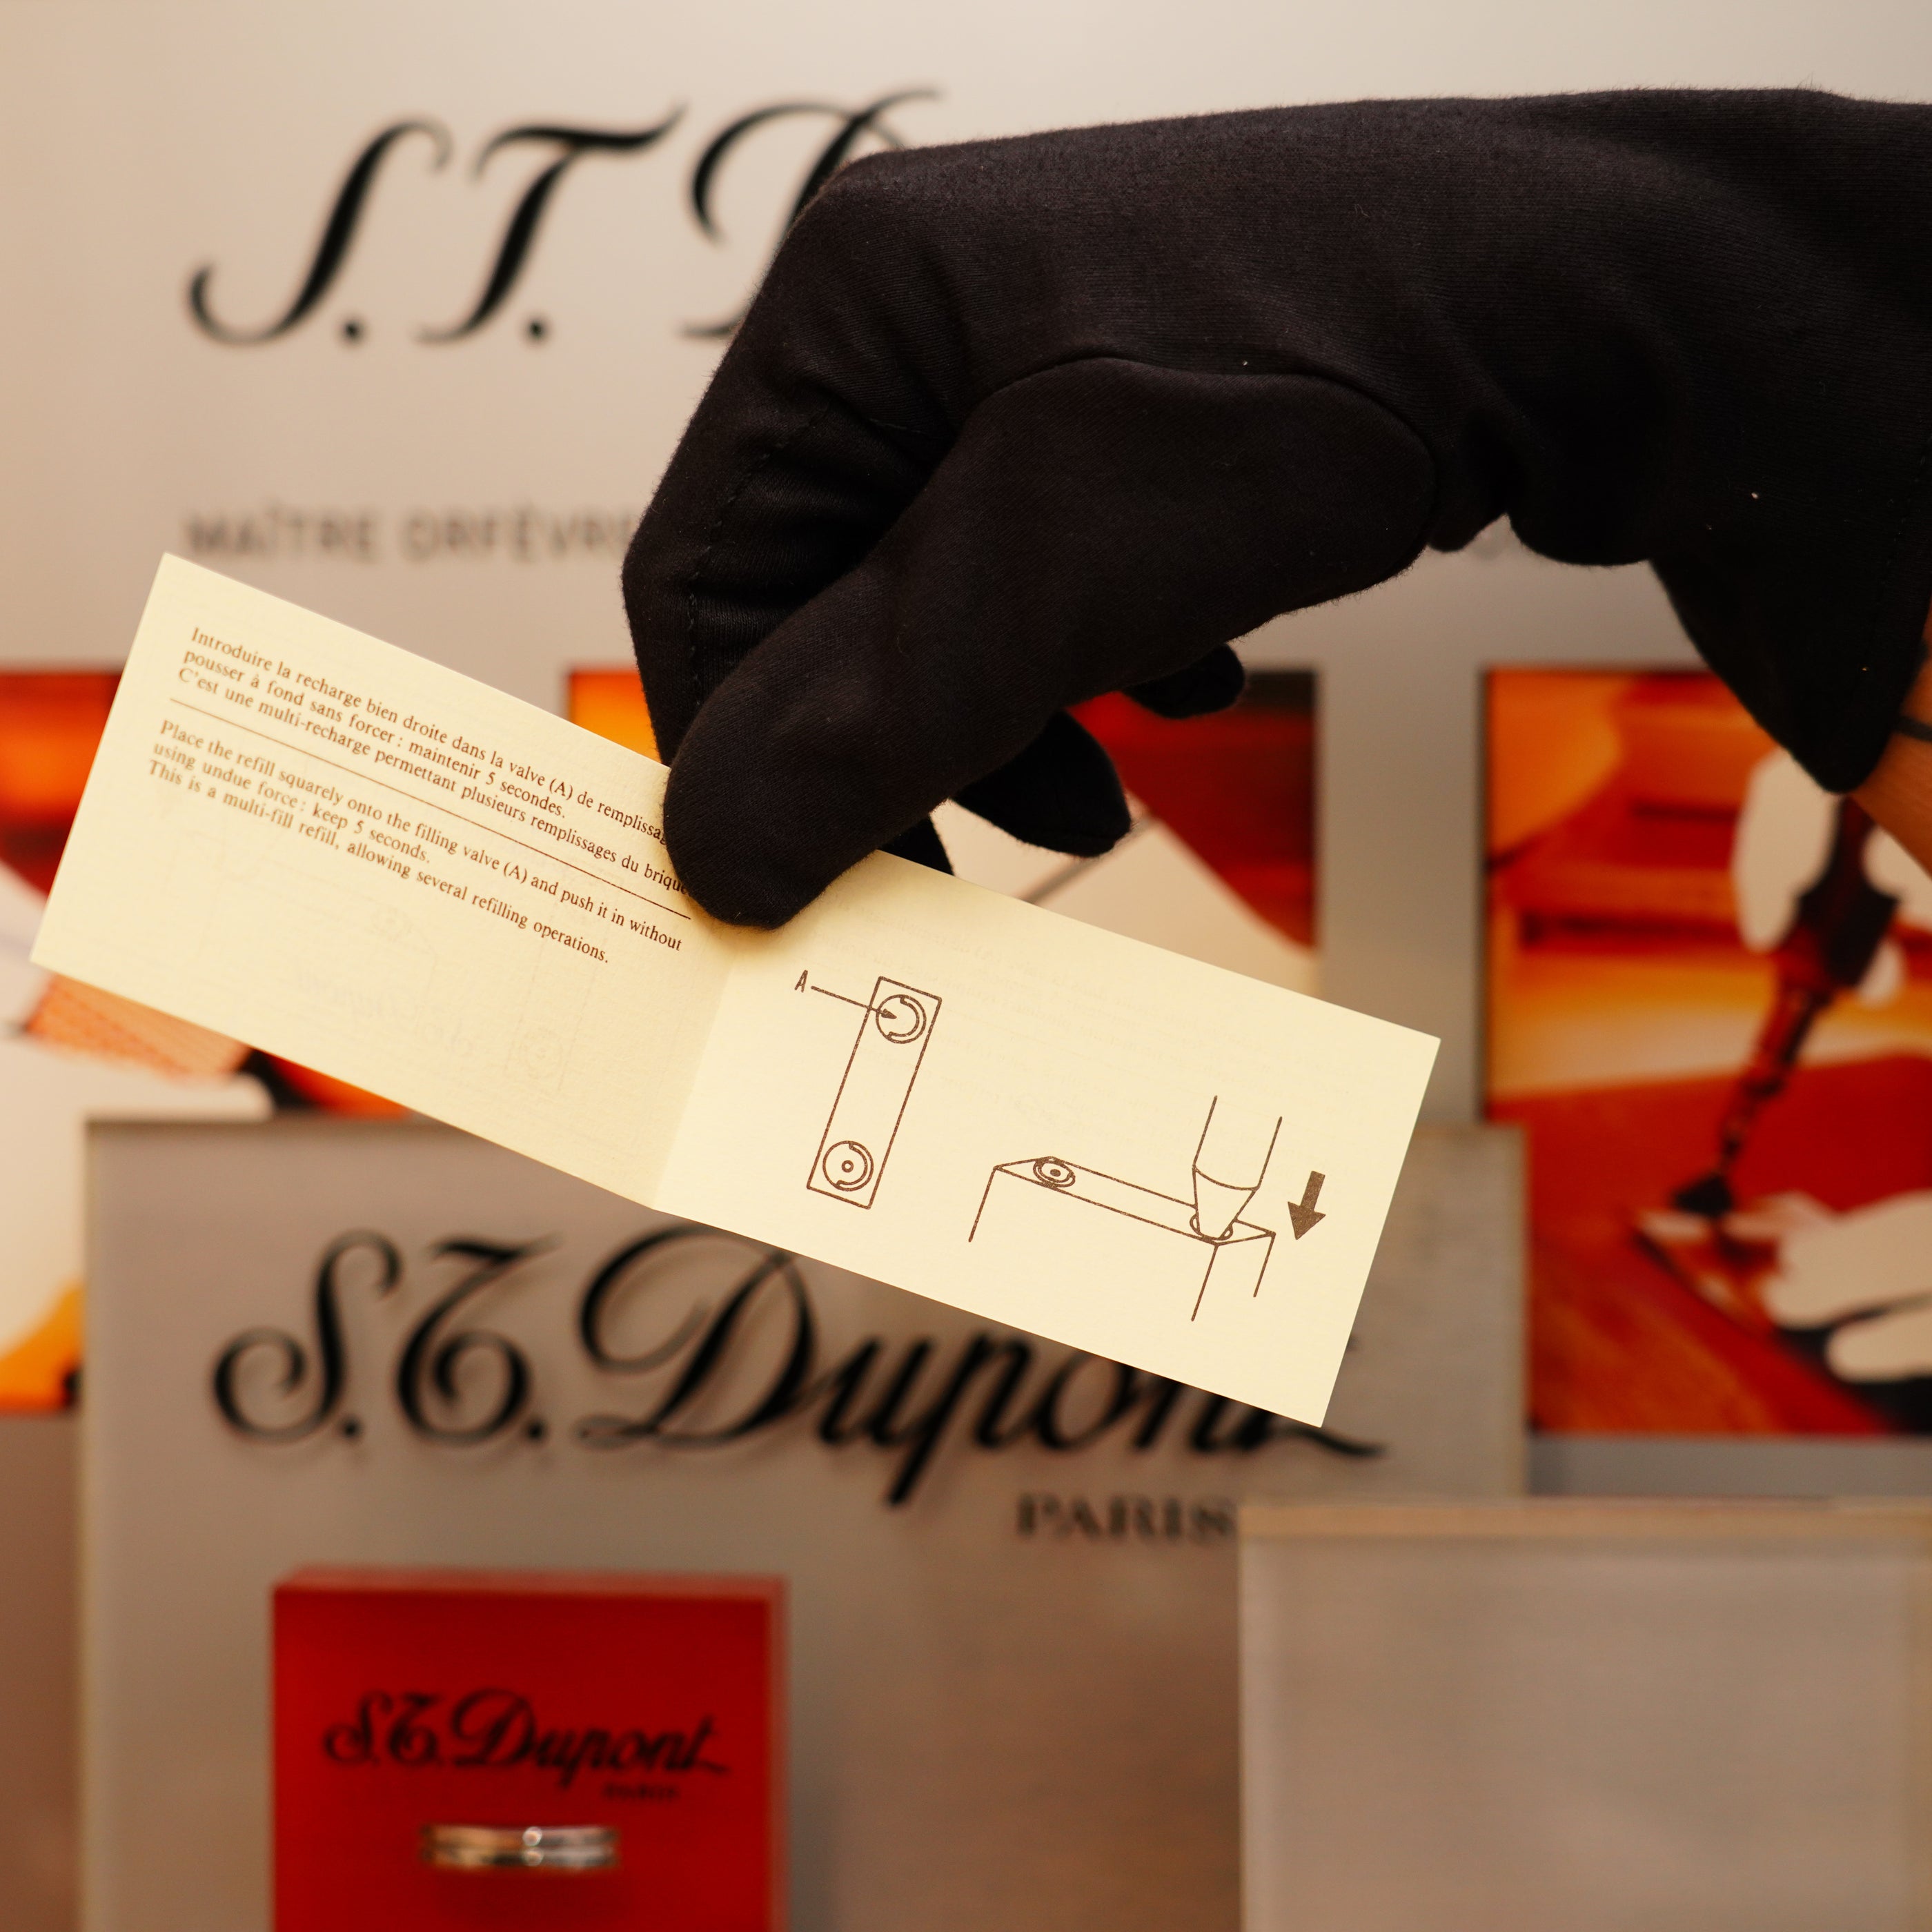 S.T. D
MAÎTRE ORFÈVRE
Introduire la recharge bien droite dans la valve (A) de remplissag
pousser à fond sans forcer : maintenir 5 secondes.
C'est une multi-recharge permettant plusieurs remplissages du brique
Place the refill squarely onto the filling valve (A) and push it in without
using undue force : keep 5 seconds.
This is a multi-fill refill, allowing several refilling operations.
A
S.T. Dupont
PARIS
S.T. Dupont
PARIS